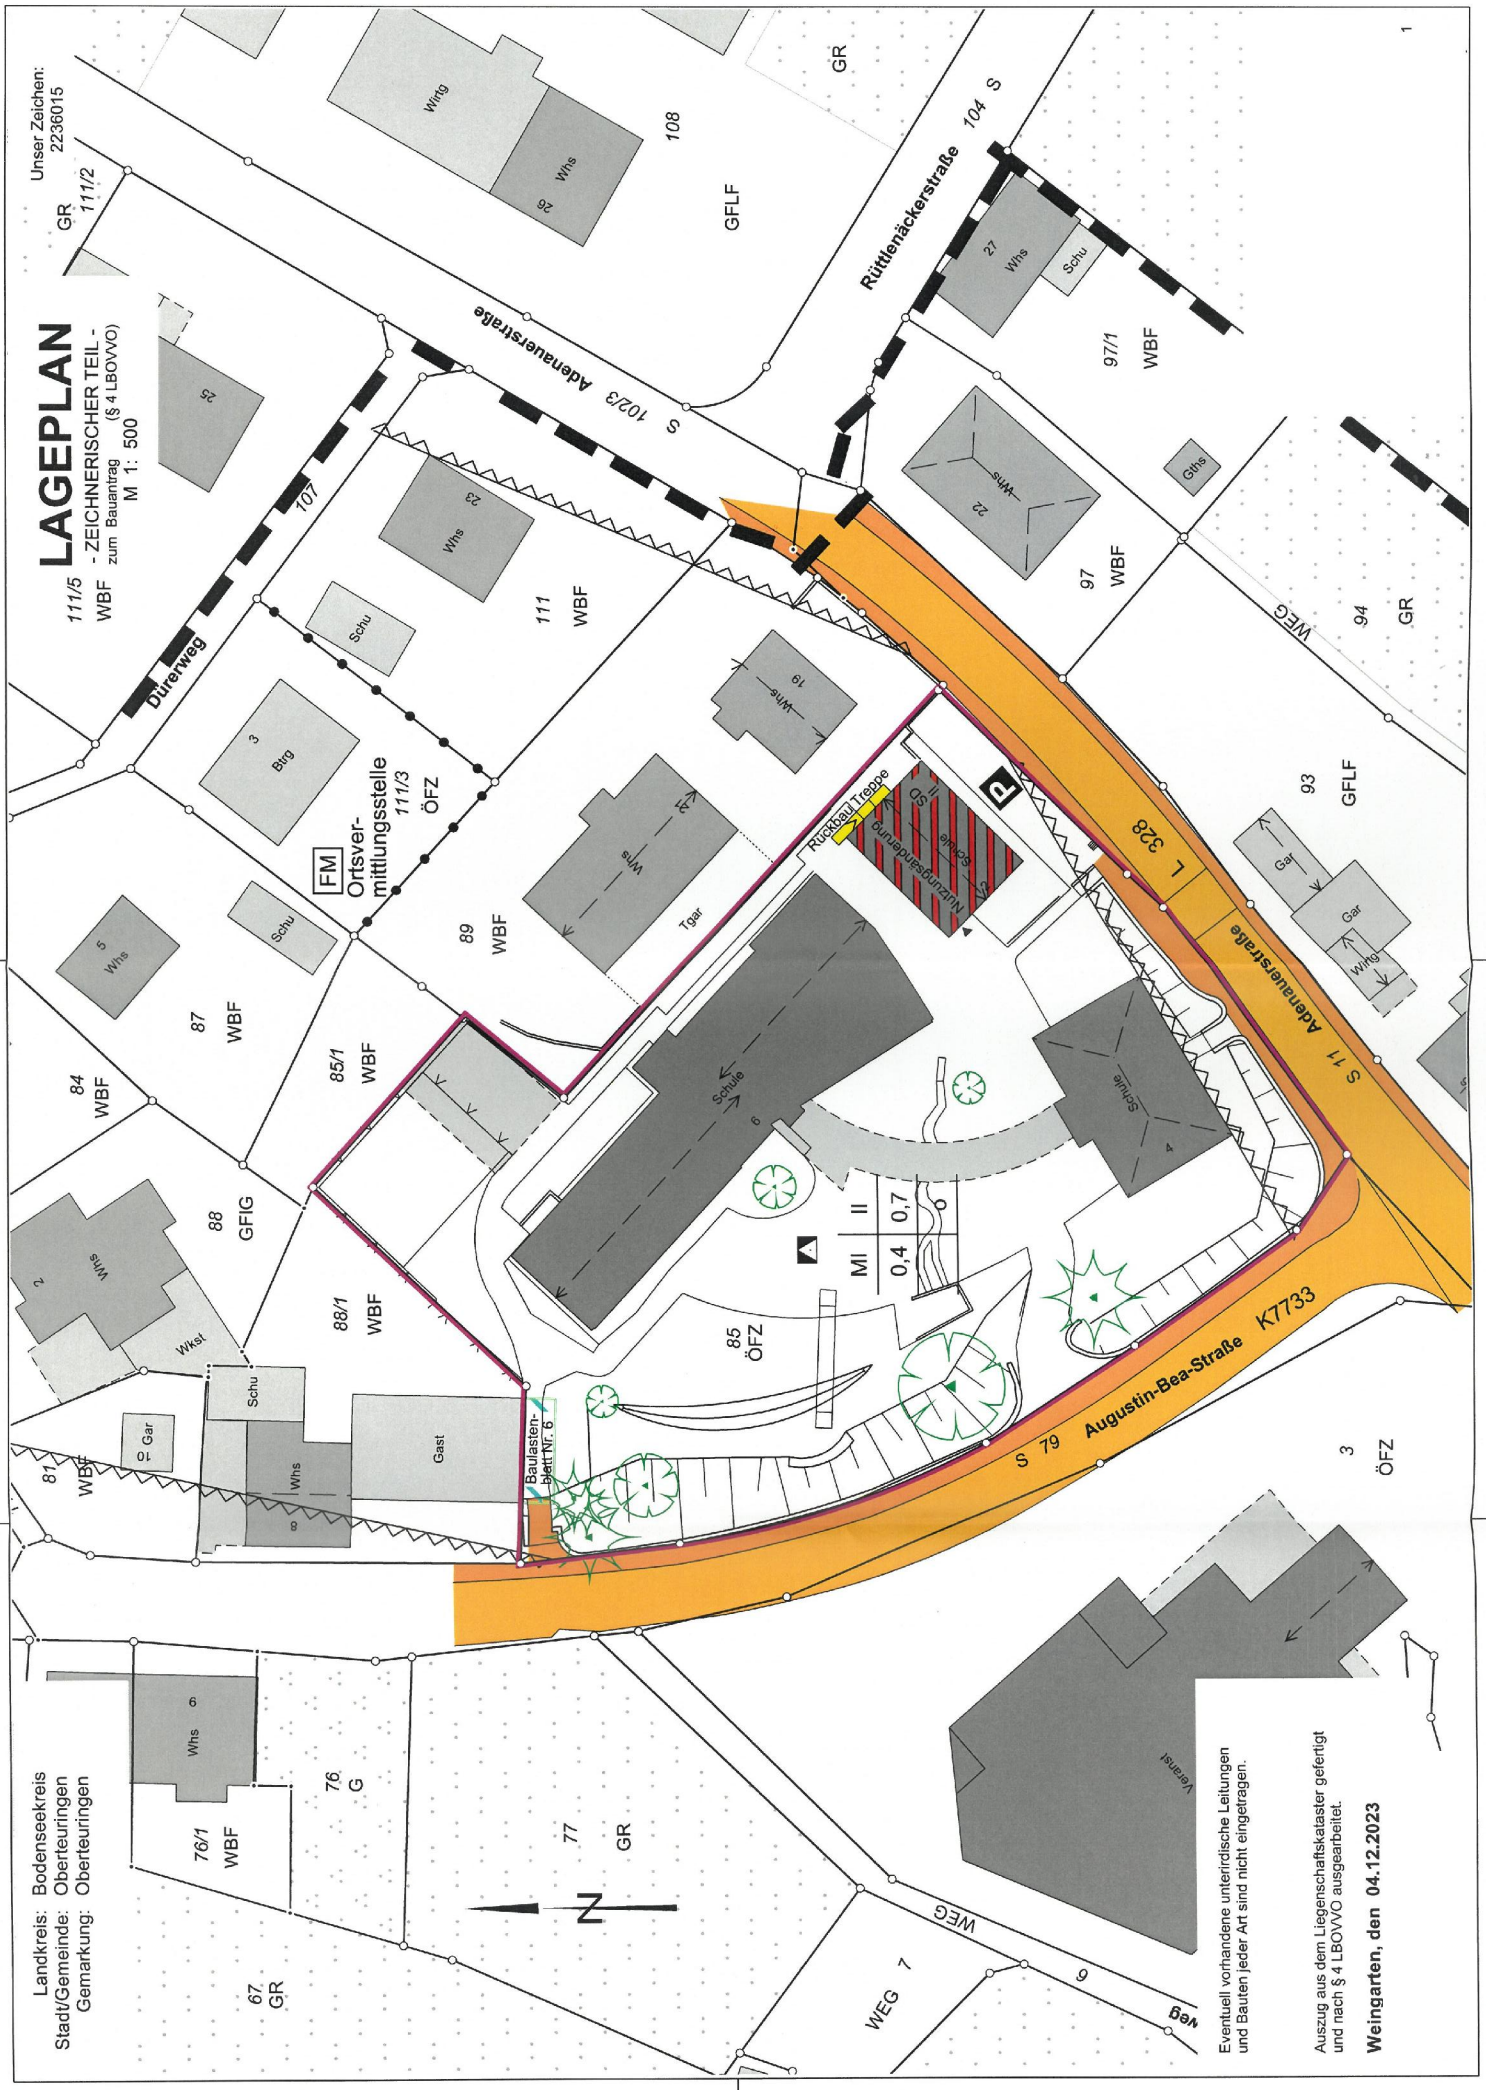 Landkreis: Bodenseekreis
Stadt/Gemeinde: Oberteuringen
Gemarkung: Oberteuringen
LAGEPLAN
- ZEICHNERISCHER TEIL -
zum Bauantrag (§ 4 LBOVVO)
M 1: 500
Unser Zeichen:
2236015
GR
111/2
111/5
WBF
25
107
Dürerweg
Wirtg
Whs
26
108
GFLF
GR
Adenauerstraße
102/3
S
Rüttlenäckerstraße
104 S
1
27
Whs
Schu
97/1
WBF
Whs
22
Gths
97
WBF
WEG
94
GR
23
Whs
111
WBF
Schu
3
Btrg
FM
Ortsver-
mittlungsstelle
111/3
ÖFZ
Whs
19
Whs
21
89
WBF
Tgar
5
Whs
Schu
87
WBF
84
WBF
85/1
WBF
88
GFIG
2
Whs
Wkst
88/1
WBF
Schu
Gar
10
81
WBF
Whs
8
Gast
Baulasten-
blatt Nr. 6
Rückbau Treppe
Nutzungsänderung
Schule
SD
II
2
P
Schule
6
Schule
4
MI II
0,4 0,7
o
85
ÖFZ
L 328
Adenauerstraße
S 11
93
GFLF
Gar
Gar
Wirtg
S 79
Augustin-Bea-Straße
K7733
3
ÖFZ
Veranst
6
Whs
76/1
WBF
76
G
67
GR
77
GR
N
WEG
WEG 7
6
weg
Eventuell vorhandene unterirdische Leitungen
und Bauten jeder Art sind nicht eingetragen.
Auszug aus dem Liegenschaftskataster gefertigt
und nach § 4 LBOVVO ausgearbeitet.
Weingarten, den 04.12.2023